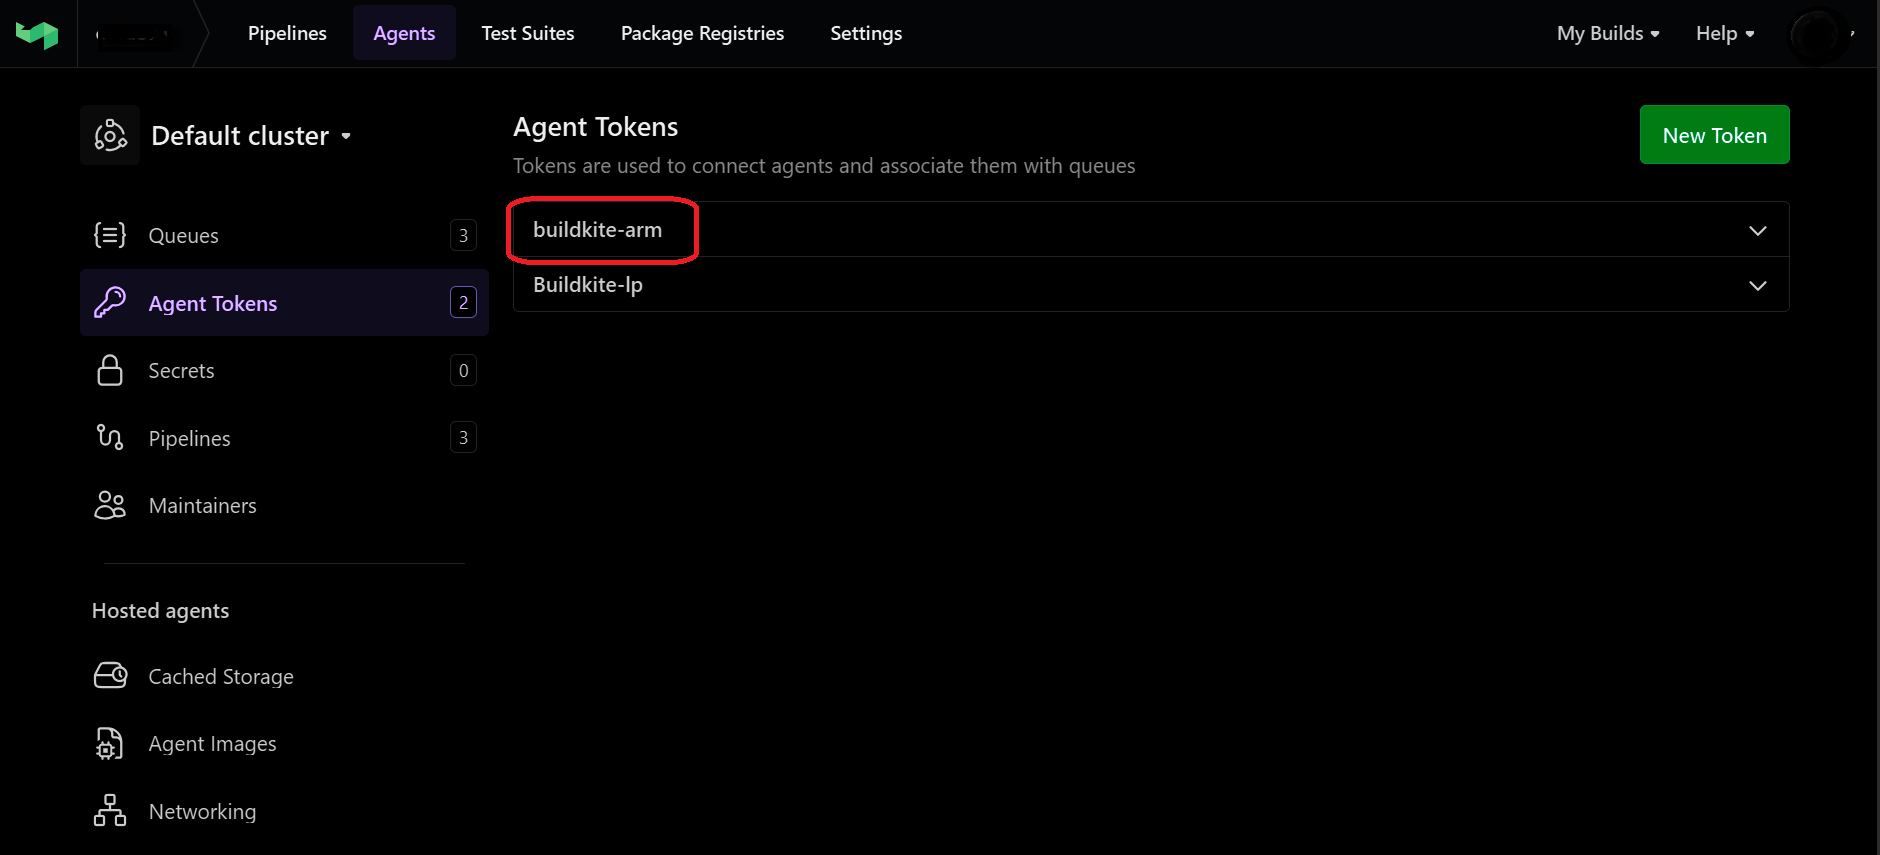 Pipelines Agents Test Suites Package Registries Settings My Builds Help
Default cluster
Queues 3
Agent Tokens 2
Secrets 0
Pipelines 3
Maintainers
Hosted agents
Cached Storage
Agent Images
Networking
Agent Tokens
Tokens are used to connect agents and associate them with queues
New Token
buildkite-arm
Buildkite-lp